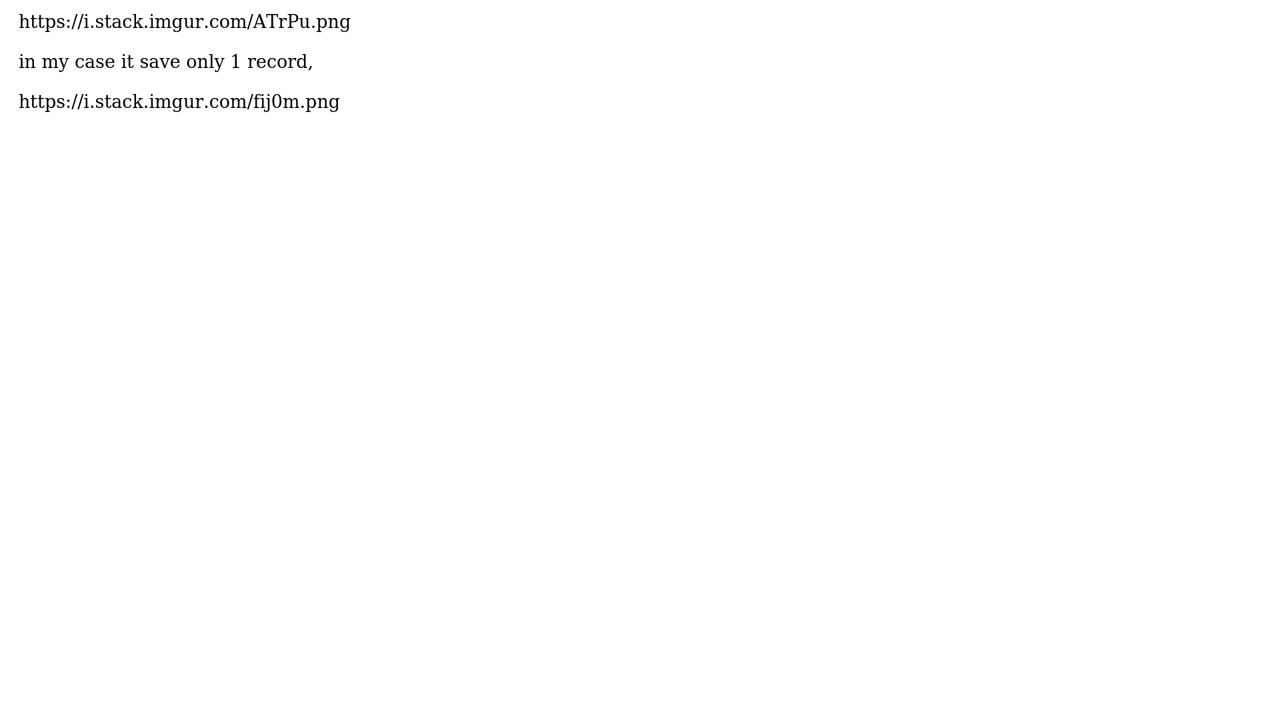 https://i.stack.imgur.com/ATrPu.png
in my case it save only 1 record,
https://i.stack.imgur.com/fij0m.png